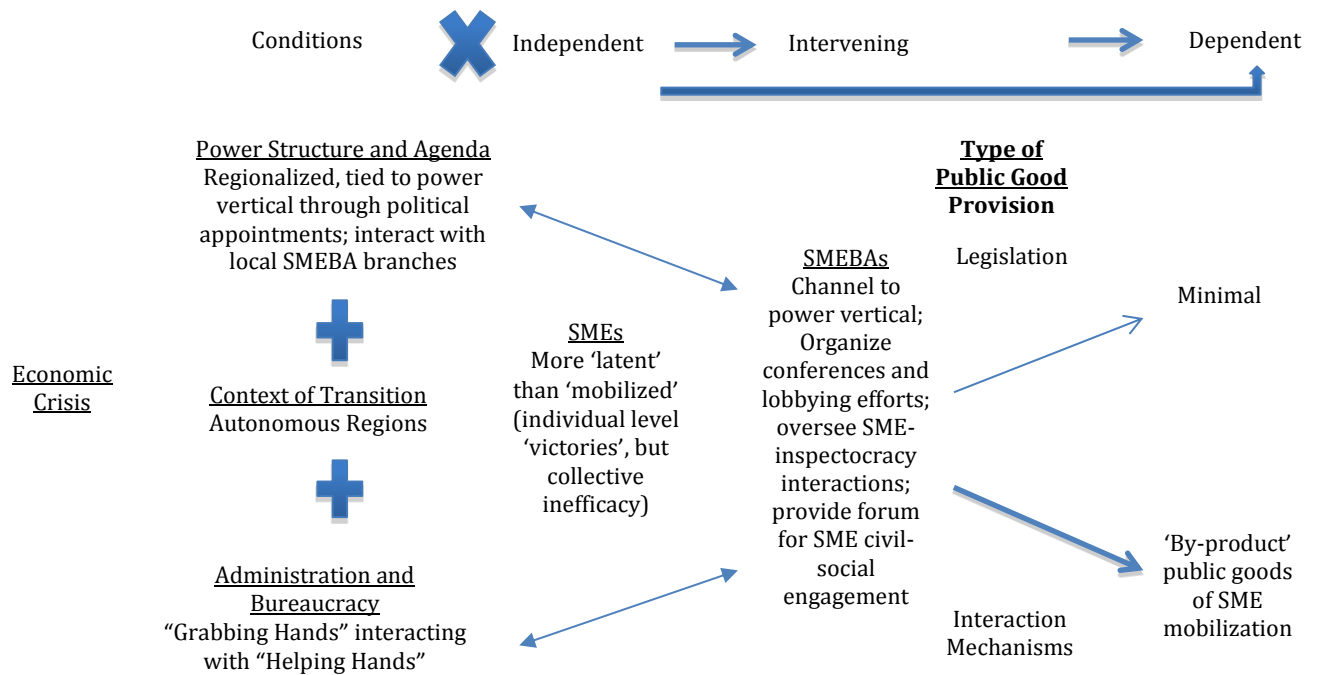 Conditions
Independent
Intervening
Dependent
Economic
Crisis
Power Structure and Agenda
Regionalized, tied to power
vertical through political
appointments; interact with
local SMEBA branches
Context of Transition
Autonomous Regions
Administration and
Bureaucracy
“Grabbing Hands” interacting
with “Helping Hands”
SMEs
More ‘latent’
than ‘mobilized’
(individual level
‘victories’, but
collective
inefficacy)
SMEBAs
Channel to
power vertical;
Organize
conferences and
lobbying efforts;
oversee SME-
inspectocracy
interactions;
provide forum
for SME civil-
social
engagement
Type of
Public Good
Provision
Legislation
Interaction
Mechanisms
Minimal
‘By-product’
public goods
of SME
mobilization